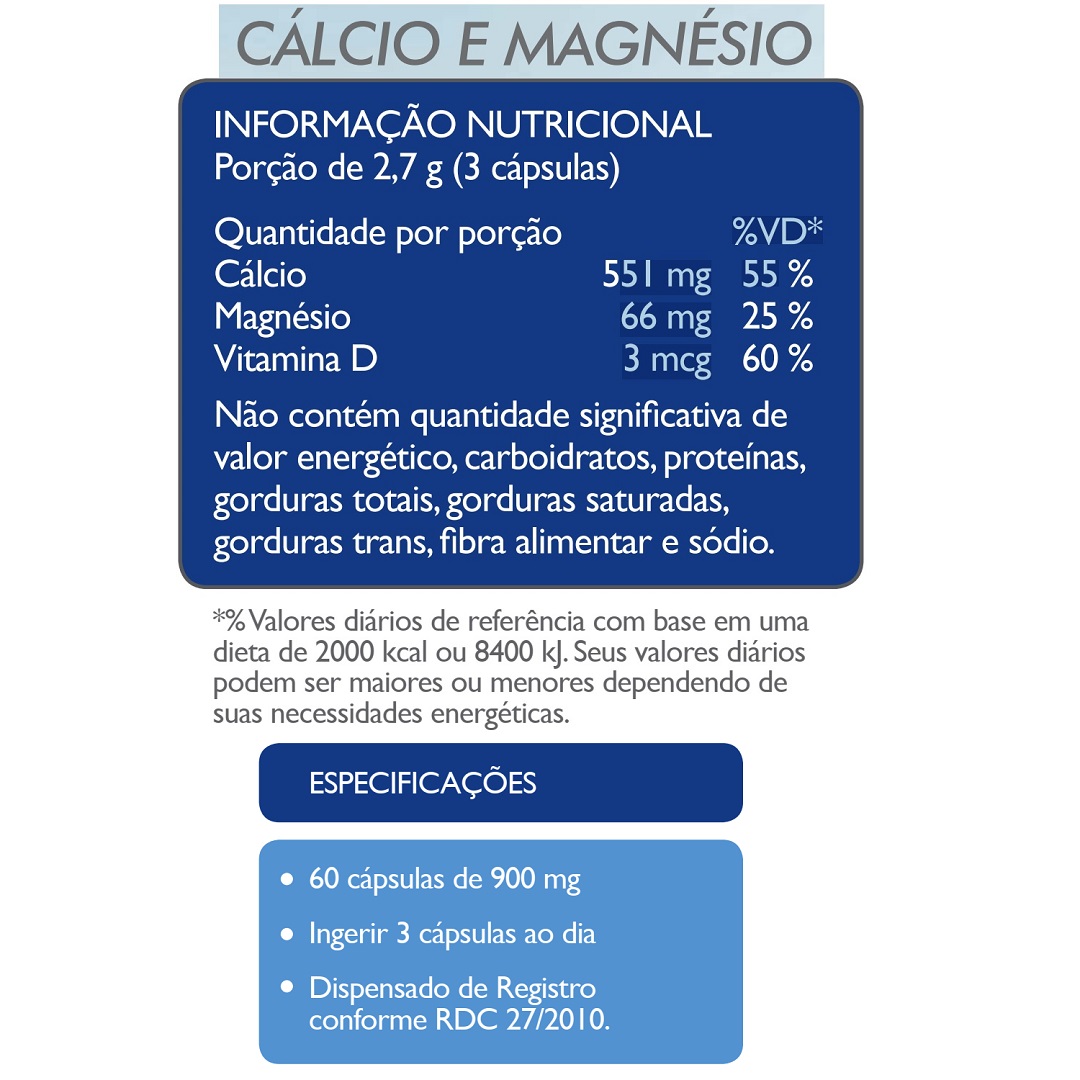 CÁLCIO E MAGNÉSIO
INFORMAÇÃO NUTRICIONAL
Porção de 2,7 g (3 cápsulas)
Quantidade por porção %VD*
Cálcio 551 mg 55 %
Magnésio 66 mg 25 %
Vitamina D 3 mcg 60 %
Não contém quantidade significativa de
valor energético, carboidratos, proteínas,
gorduras totais, gorduras saturadas,
gorduras trans, fibra alimentar e sódio.
*% Valores diários de referência com base em uma
dieta de 2000 kcal ou 8400 kJ. Seus valores diários
podem ser maiores ou menores dependendo de
suas necessidades energéticas.
ESPECIFICAÇÕES
• 60 cápsulas de 900 mg
• Ingerir 3 cápsulas ao dia
• Dispensado de Registro
conforme RDC 27/2010.